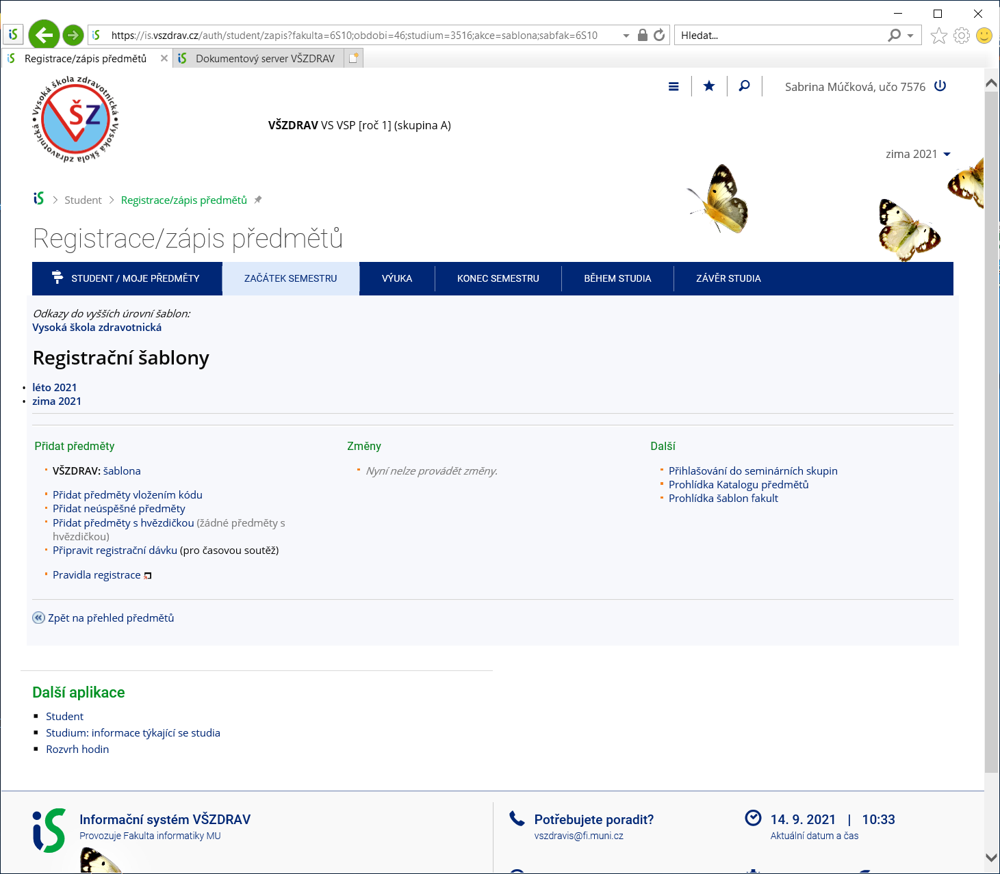 https://is.vszdrav.cz/auth/student/zapis?fakulta=6S10;obdobi=46;studium=3516;akce=sablona;sabfak=6S10
Hledat...
Registrace/zápis předmětů
Dokumentový server VŠZDRAV
Vysoká škola zdravotnická • Vysoká škola zdravotnická •
VŠZ
Sabrina Múčková, učo 7576
VŠZDRAV VS VSP [roč 1] (skupina A)
zima 2021
iS
Student
Registrace/zápis předmětů
Registrace/zápis předmětů
STUDENT / MOJE PŘEDMĚTY
ZAČÁTEK SEMESTRU
VÝUKA
KONEC SEMESTRU
BĚHEM STUDIA
ZÁVĚR STUDIA
Odkazy do vyšších úrovní šablon:
Vysoká škola zdravotnická
Registrační šablony
• léto 2021
• zima 2021
Přidat předměty
VŠZDRAV: šablona
Přidat předměty vložením kódu
Přidat neúspěšné předměty
Přidat předměty s hvězdičkou (žádné předměty s
hvězdičkou)
Připravit registrační dávku (pro časovou soutěž)
Pravidla registrace
Změny
Nyní nelze provádět změny.
Další
Přihlašování do seminárních skupin
Prohlídka Katalogu předmětů
Prohlídka šablon fakult
Zpět na přehled předmětů
Další aplikace
Student
Studium: informace týkající se studia
Rozvrh hodin
iS
Informační systém VŠZDRAV
Provozuje Fakulta informatiky MU
Potřebujete poradit?
vszdravis@fi.muni.cz
14. 9. 2021 | 10:33
Aktuální datum a čas